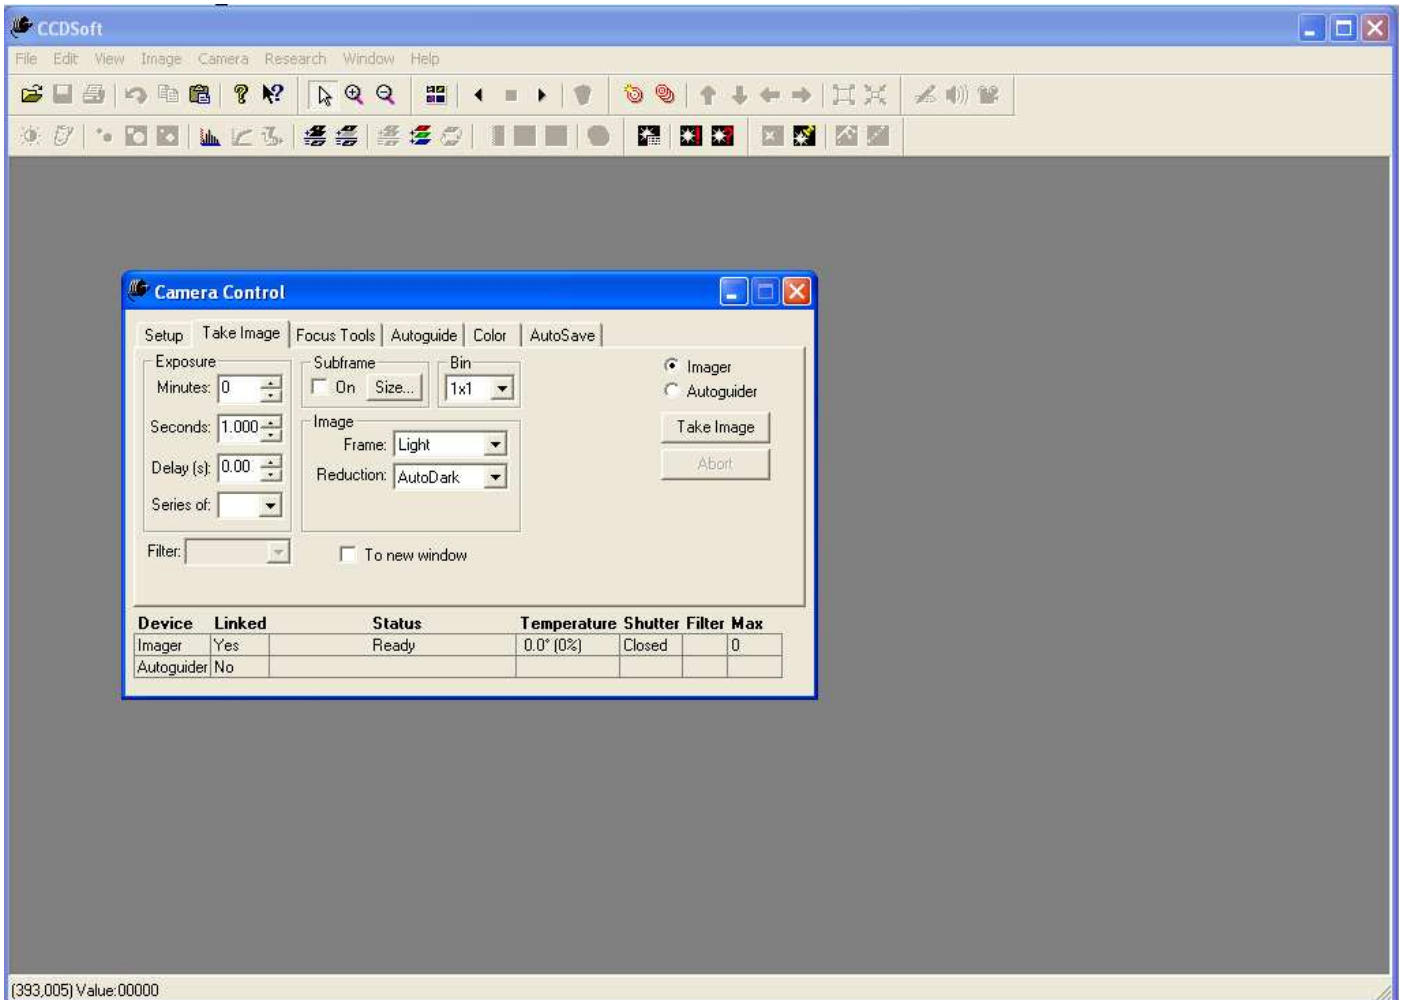 CCDSoft
File Edit View Image Camera Research Window Help
Camera Control
Setup Take Image Focus Tools Autoguide Color AutoSave
Exposure Subframe Bin Imager
Minutes: 0 On Size... 1x1 Autoguider
Seconds: 1.000 Image Take Image
Frame: Light
Delay (s): 0.00 Reduction: AutoDark Abort
Series of:
Filter: To new window
Device Linked Status Temperature Shutter Filter Max
Imager Yes Ready 0.0° (0%) Closed 0
Autoguider No
(393,005) Value:00000